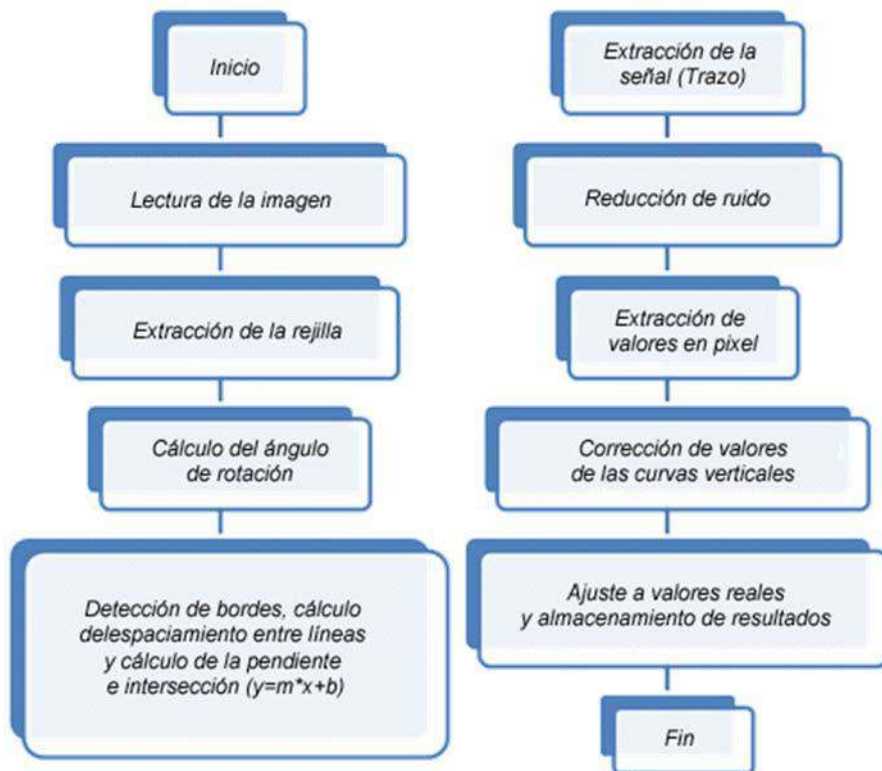 Inicio
Lectura de la imagen
Extracción de la rejilla
Cálculo del ángulo
de rotación
Detección de bordes, cálculo
delespaciamiento entre líneas
y cálculo de la pendiente
e intersección (y=m*x+b)
Extracción de la
señal (Trazo)
Reducción de ruido
Extracción de
valores en pixel
Corrección de valores
de las curvas verticales
Ajuste a valores reales
y almacenamiento de resultados
Fin